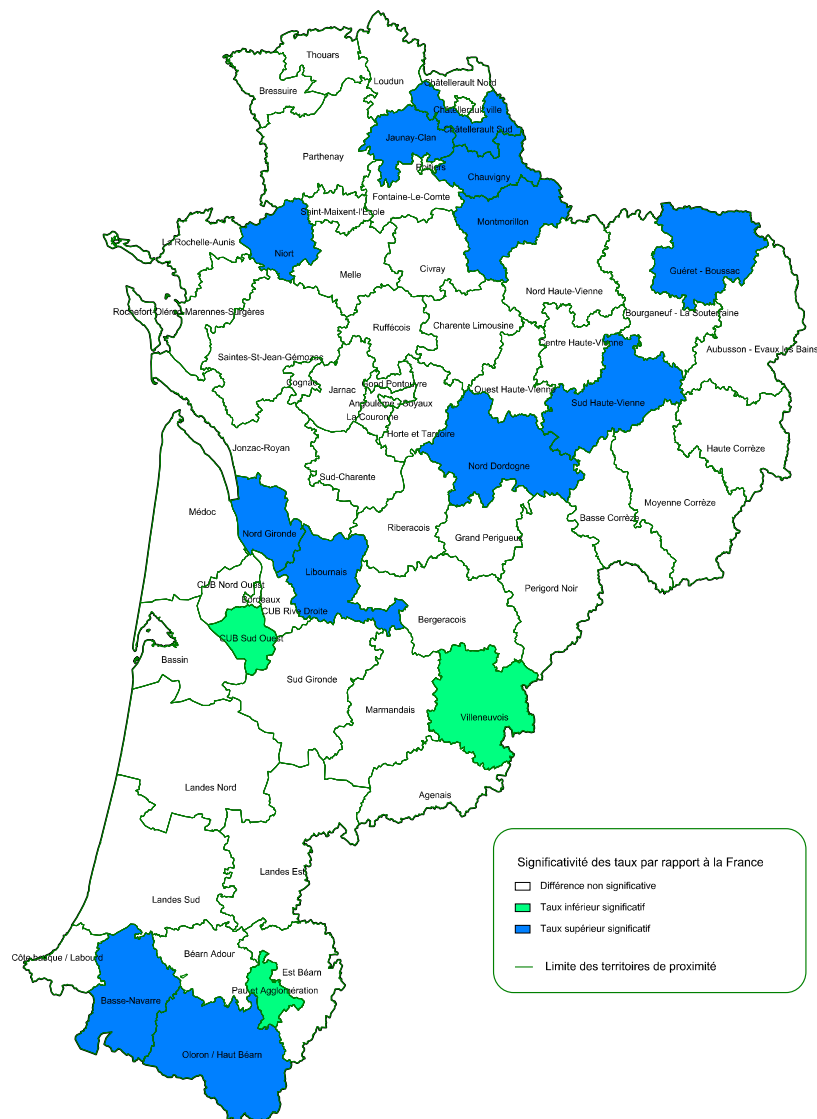 Thouars
Loudun
Châtellerault Nord
Bressuire
Châtellerault ville
Châtellerault Sud
Jaunay-Clan
Parthenay
Poitiers
Chauvigny
Fontaine-Le-Comte
Saint-Maixent-l'Ecole
Montmorillon
La Rochelle-Aunis
Niort
Melle
Civray
Guéret - Boussac
Nord Haute-Vienne
Rochefort-Oléron-Marennes-Surgères
Bourganeuf - La Souterraine
Ruffécois
Charente Limousine
Centre Haute-Vienne
Aubusson - Evaux les Bains
Saintes-St-Jean-Gémozac
Cognac
Jarnac
Gond Pontouvre
Ouest Haute-Vienne
Angoulême
Soyaux
Sud Haute-Vienne
La Couronne
Horte et Tardoire
Jonzac-Royan
Haute Corrèze
Nord Dordogne
Sud-Charente
Moyenne Corrèze
Médoc
Basse Corrèze
Riberacois
Nord Gironde
Grand Perigueux
Libournais
CUB Nord Ouest
Perigord Noir
Bordeaux
CUB Rive Droite
Bergeracois
CUB Sud Ouest
Bassin
Sud Gironde
Marmandais
Villeneuvois
Landes Nord
Agenais
Significativité des taux par rapport à la France
Différence non significative
Taux inférieur significatif
Taux supérieur significatif
Limite des territoires de proximité
Landes Est
Landes Sud
Béarn Adour
Côte basque / Labourd
Est Béarn
Pau et Agglomération
Basse-Navarre
Oloron / Haut Béarn